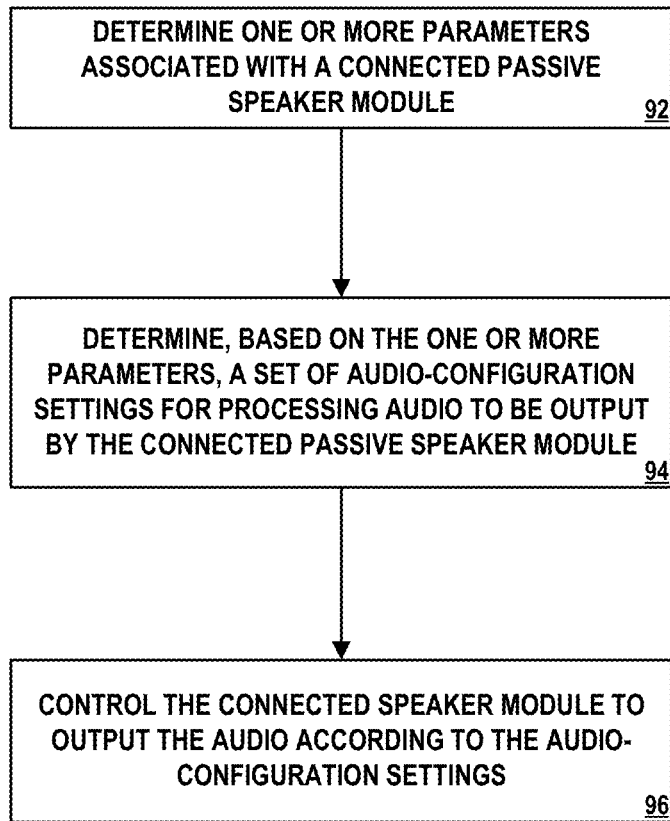 DETERMINE ONE OR MORE PARAMETERS
ASSOCIATED WITH A CONNECTED PASSIVE
SPEAKER MODULE
92
DETERMINE, BASED ON THE ONE OR MORE
PARAMETERS, A SET OF AUDIO-CONFIGURATION
SETTINGS FOR PROCESSING AUDIO TO BE OUTPUT
BY THE CONNECTED PASSIVE SPEAKER MODULE
94
CONTROL THE CONNECTED SPEAKER MODULE TO
OUTPUT THE AUDIO ACCORDING TO THE AUDIO-
CONFIGURATION SETTINGS
96